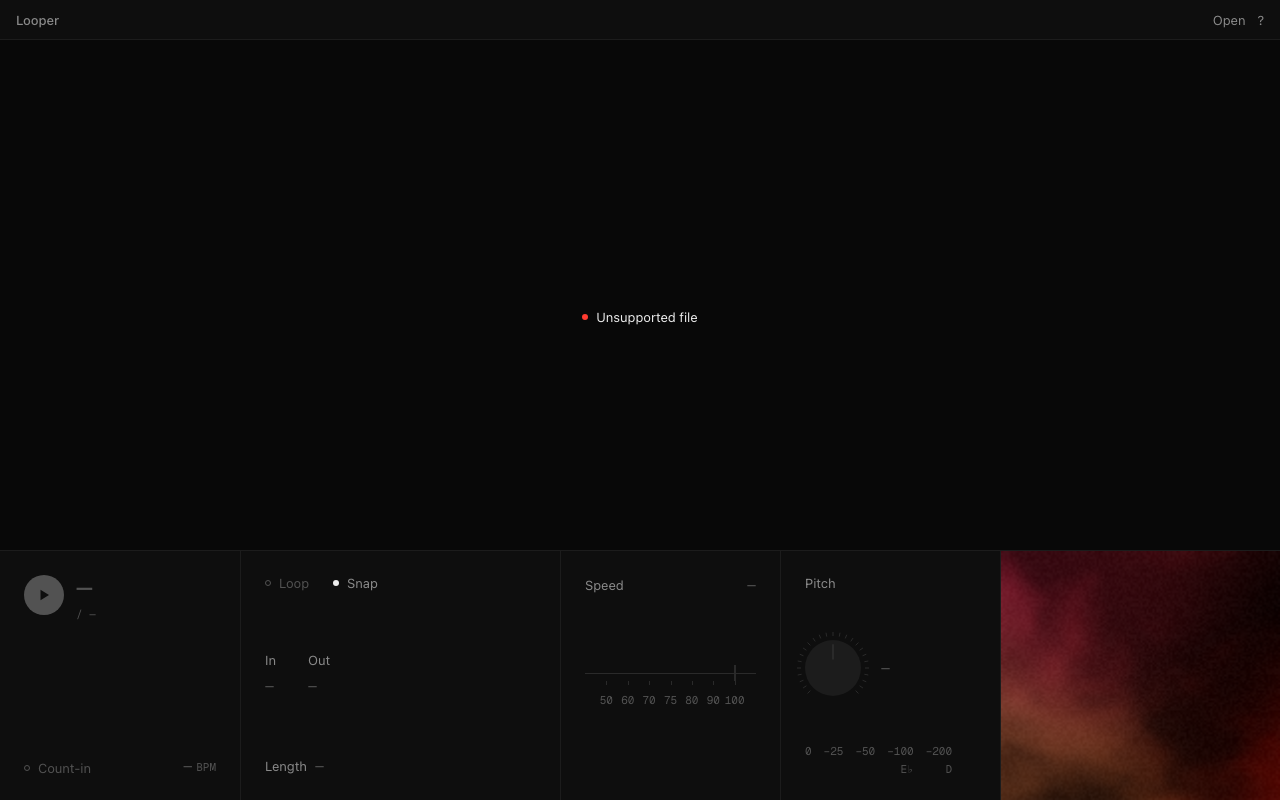 Looper
Open ?
Unsupported file
—
/ —
Count-in
— BPM
Loop Snap
In Out
— —
Length —
Speed —
50 60 70 75 80 90 100
Pitch
—
0 −25 −50 −100 −200
E♭ D